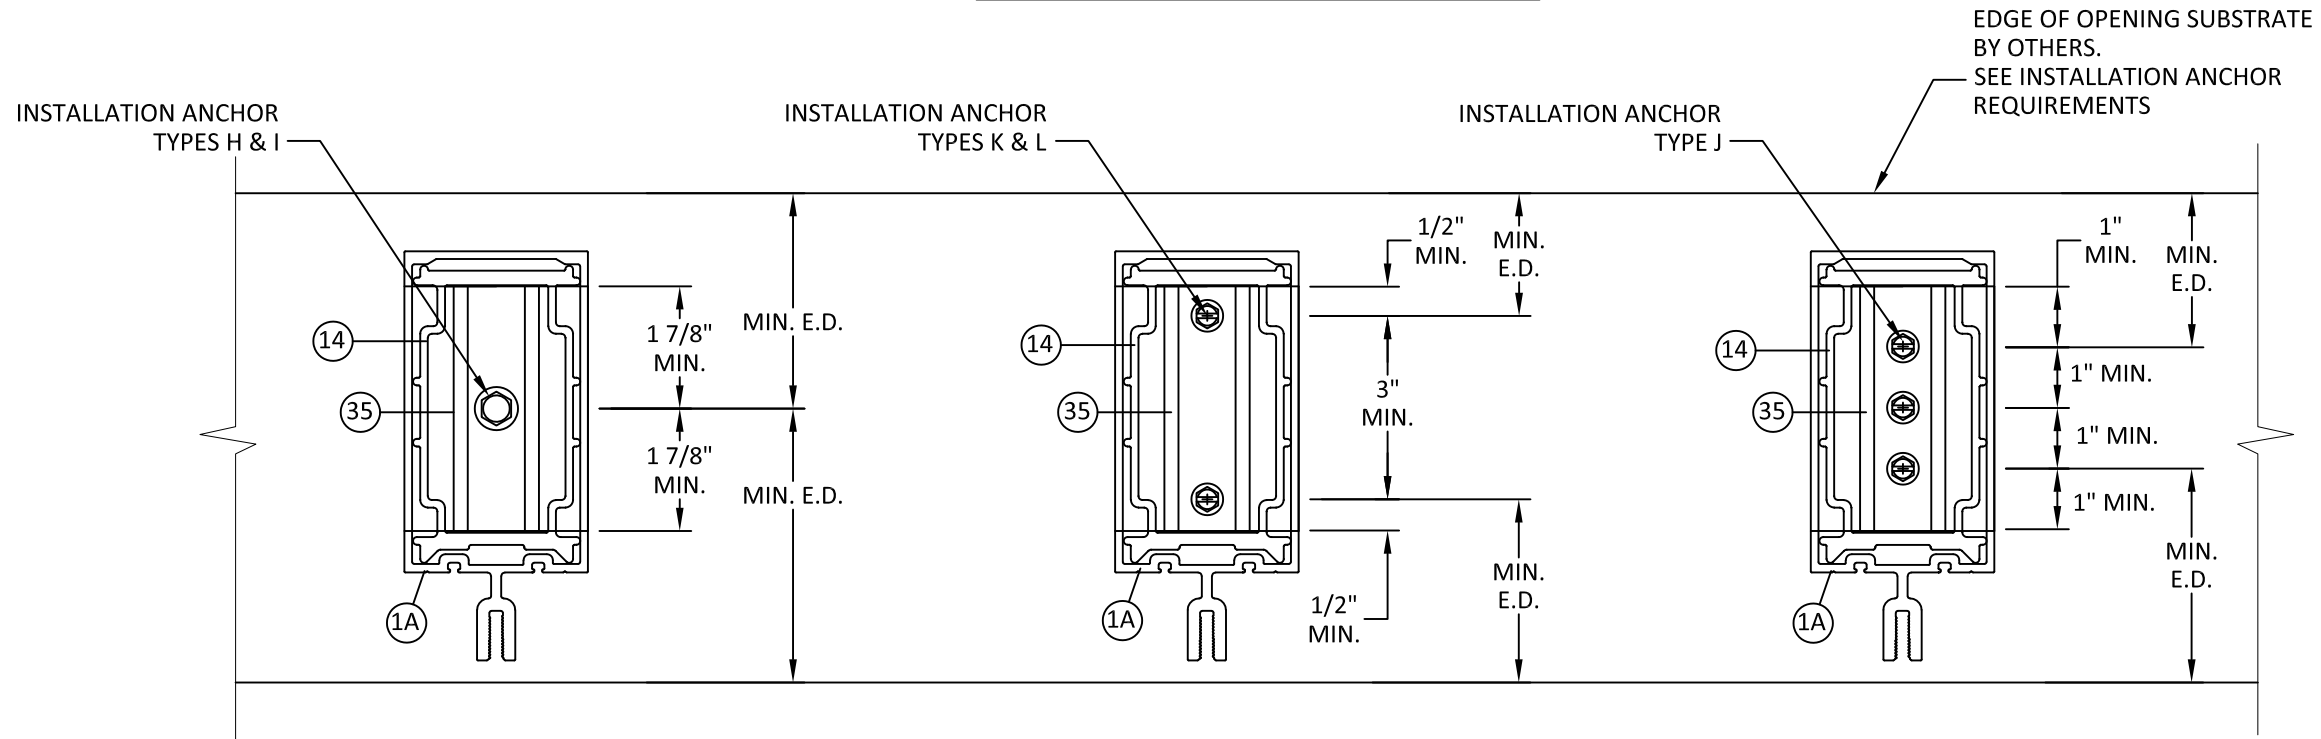 EDGE OF OPENING SUBSTRATE
BY OTHERS.
SEE INSTALLATION ANCHOR
REQUIREMENTS
INSTALLATION ANCHOR
TYPES H & I
14
35
1A
1 7/8"
MIN.
1 7/8"
MIN.
MIN. E.D.
MIN. E.D.
INSTALLATION ANCHOR
TYPES K & L
14
35
1A
1/2"
MIN.
3"
MIN.
1/2"
MIN.
MIN.
E.D.
MIN.
E.D.
INSTALLATION ANCHOR
TYPE J
14
35
1A
1"
MIN.
1" MIN.
1" MIN.
1" MIN.
MIN.
E.D.
MIN.
E.D.